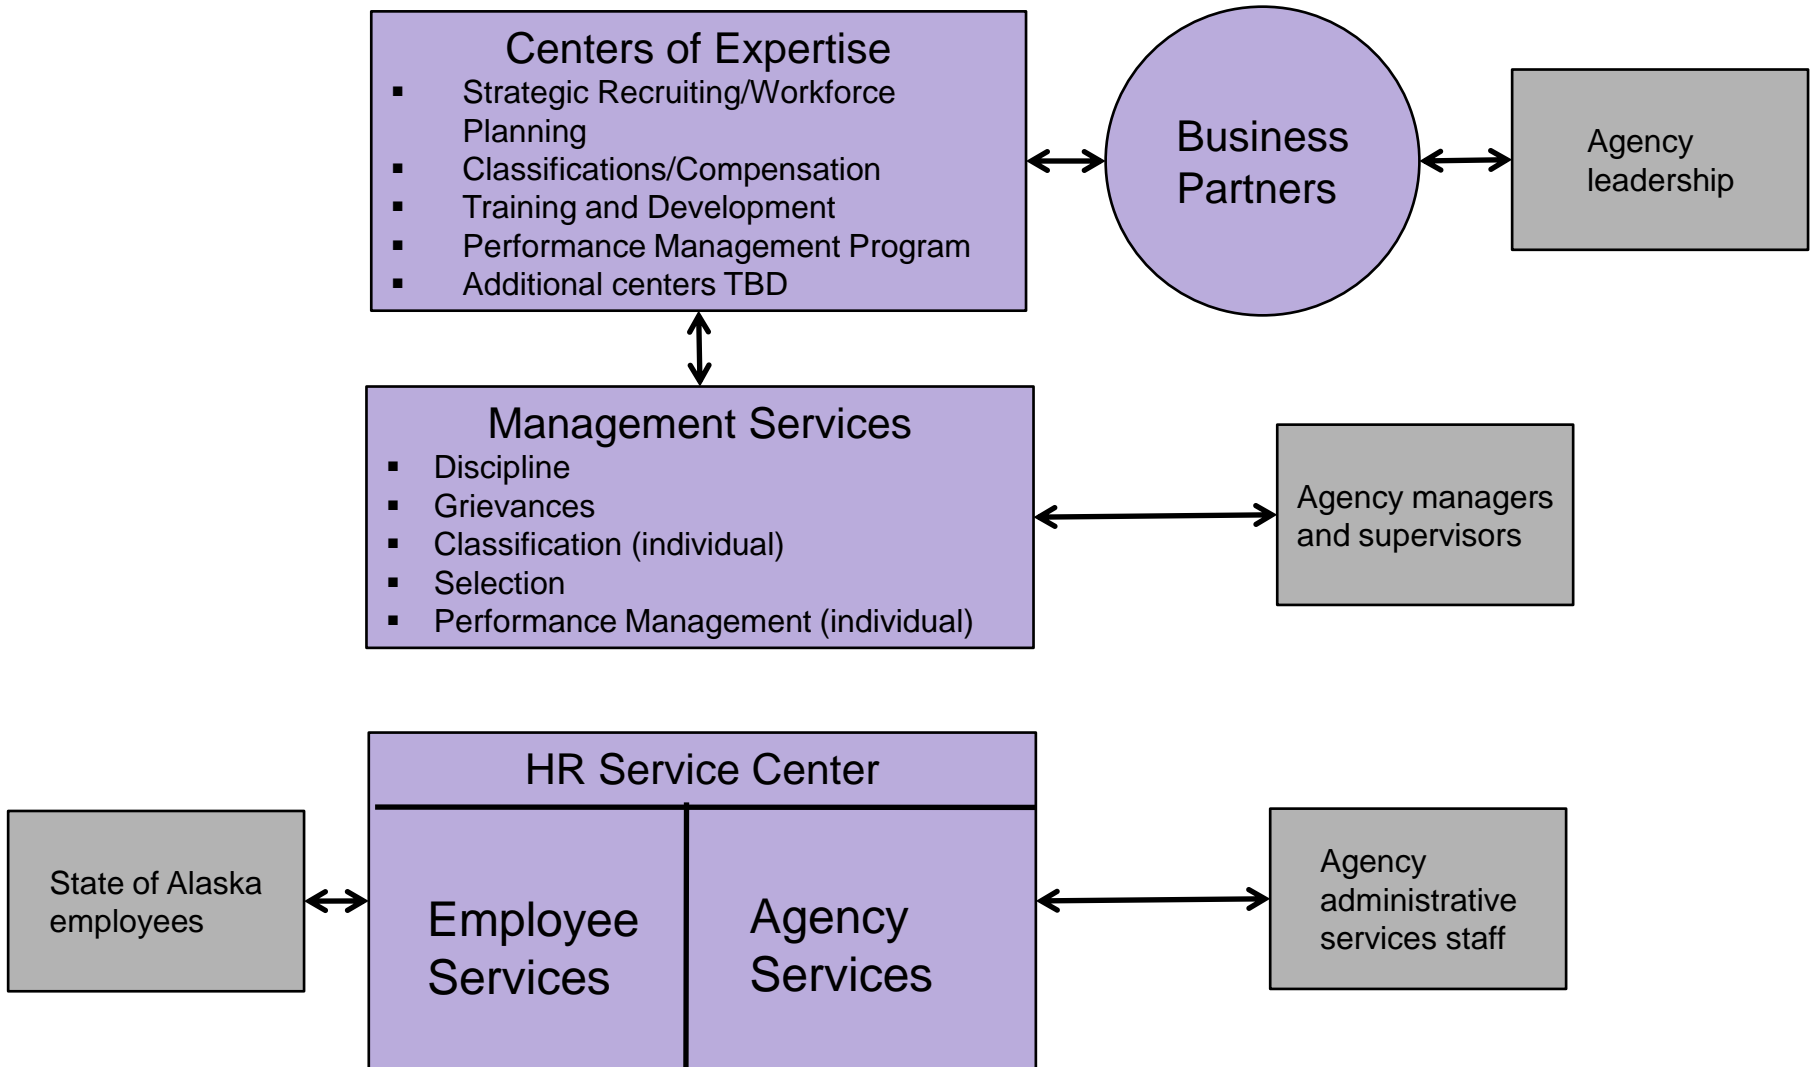 Centers of Expertise
▪ Strategic Recruiting/Workforce
Planning
▪ Classifications/Compensation
▪ Training and Development
▪ Performance Management Program
▪ Additional centers TBD
Business
Partners
Agency
leadership
Management Services
▪ Discipline
▪ Grievances
▪ Classification (individual)
▪ Selection
▪ Performance Management (individual)
Agency managers
and supervisors
HR Service Center
State of Alaska
employees
Employee
Services
Agency
Services
Agency
administrative
services staff